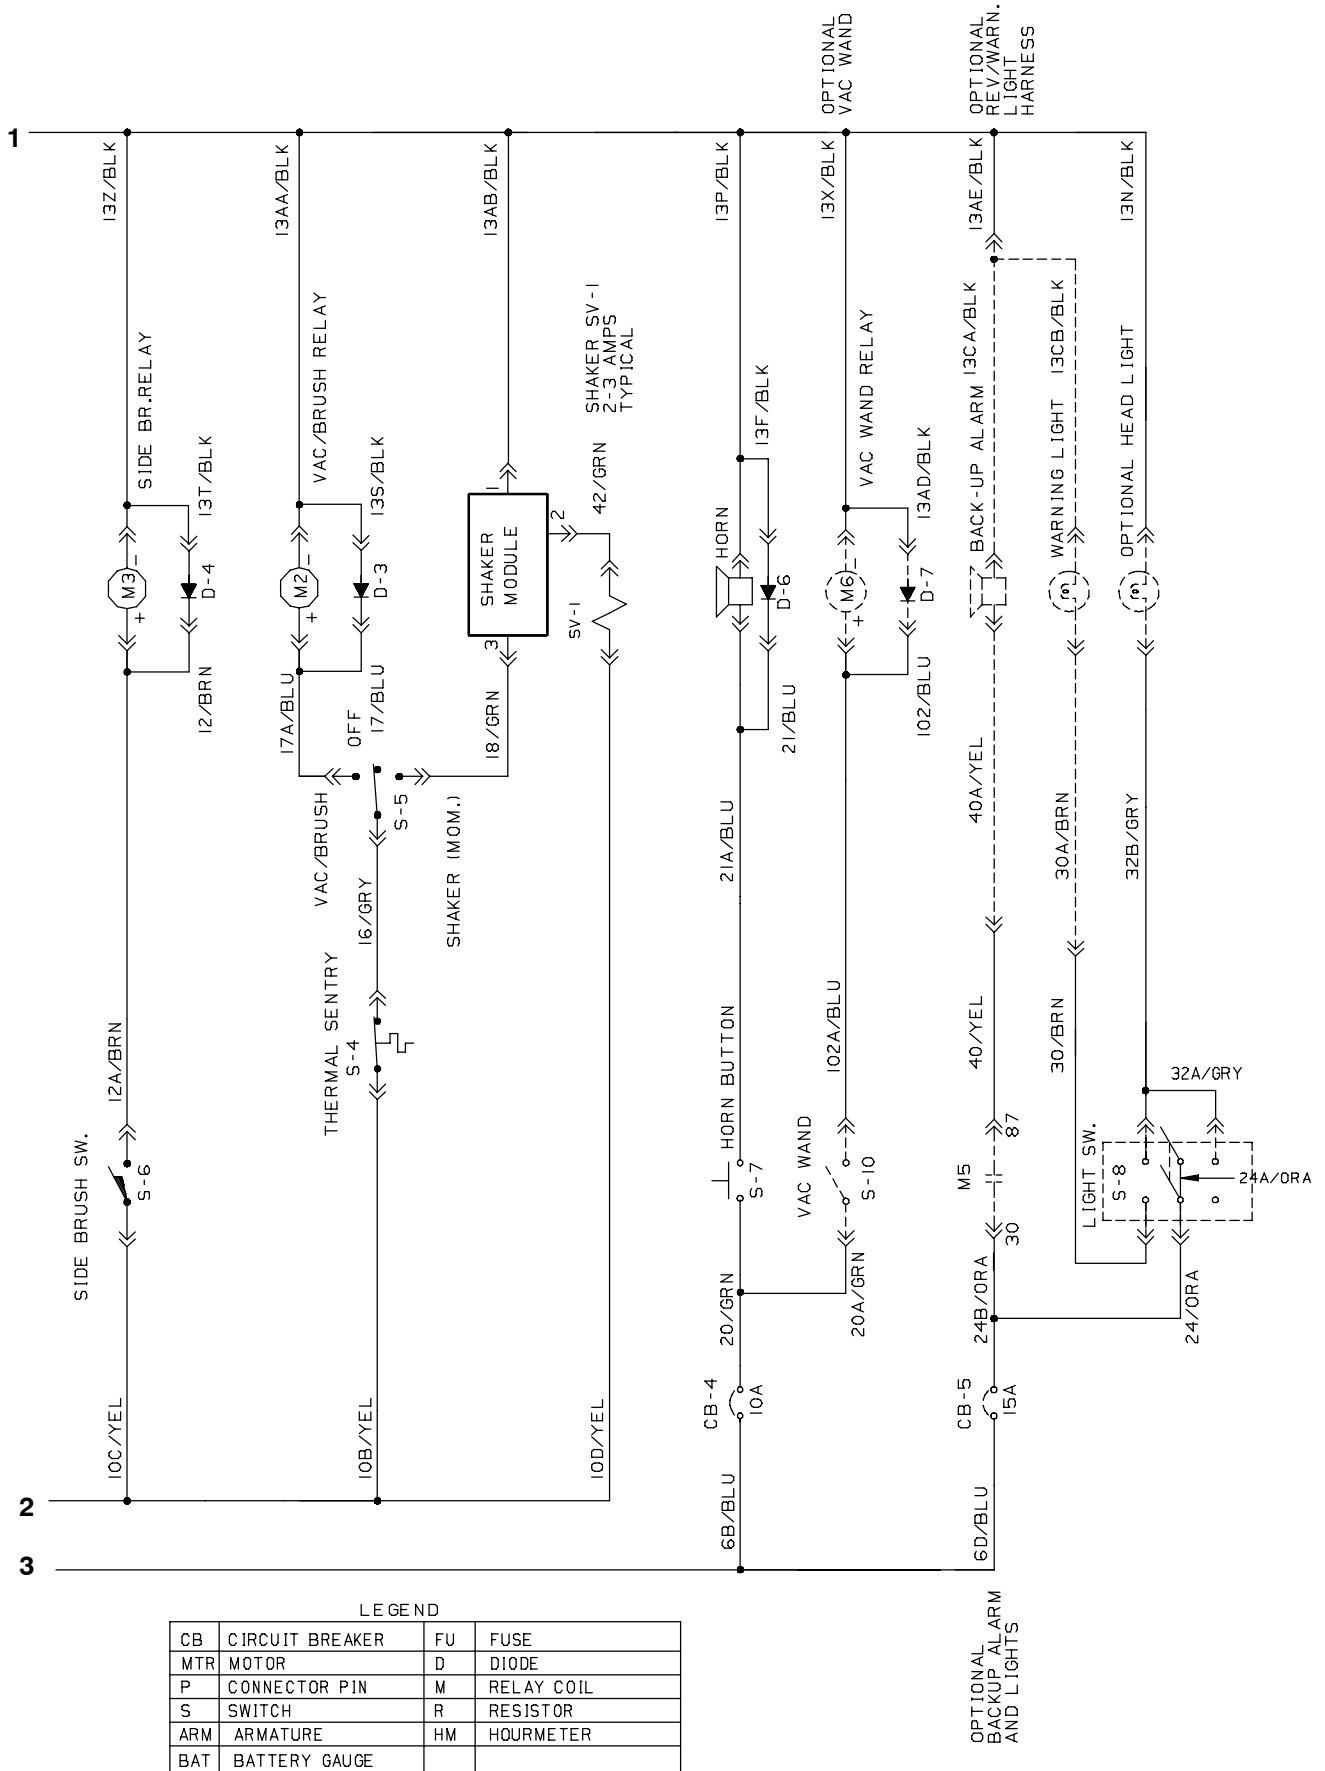 OPTIONAL
VAC WAND
OPTIONAL
REV/WARN.
LIGHT
HARNESS
1
13Z/BLK
13AA/BLK
13AB/BLK
13P/BLK
13X/BLK
13AE/BLK
13N/BLK
SIDE BR.RELAY
VAC/BRUSH RELAY
SHAKER SV-1
2-3 AMPS
TYPICAL
13F/BLK
VAC WAND RELAY
BACK-UP ALARM
13CA/BLK
WARNING LIGHT
13CB/BLK
OPTIONAL HEAD LIGHT
13T/BLK
13S/BLK
42/GRN
HORN
13AD/BLK
M3
-
+
D-4
M2
-
+
D-3
SHAKER
MODULE
1
2
3
SV-1
D-6
M6
-
+
D-7
12/BRN
17A/BLU
OFF
17/BLU
18/GRN
21/BLU
102/BLU
40A/YEL
VAC/BRUSH
S-5
SHAKER (MOM.)
16/GRY
21A/BLU
30A/BRN
32B/GRY
THERMAL SENTRY
S-4
12A/BRN
HORN BUTTON
102A/BLU
40/YEL
30/BRN
32A/GRY
SIDE BRUSH SW.
S-6
S-7
VAC WAND
S-10
M5
87
30
LIGHT SW.
S-8
24A/ORA
20/GRN
20A/GRN
24B/ORA
24/ORA
CB-4
10A
CB-5
15A
10C/YEL
10B/YEL
10D/YEL
6B/BLU
6D/BLU
2
3
OPTIONAL
BACKUP ALARM
AND LIGHTS
LEGEND
CB CIRCUIT BREAKER FU FUSE
MTR MOTOR D DIODE
P CONNECTOR PIN M RELAY COIL
S SWITCH R RESISTOR
ARM ARMATURE HM HOURMETER
BAT BATTERY GAUGE